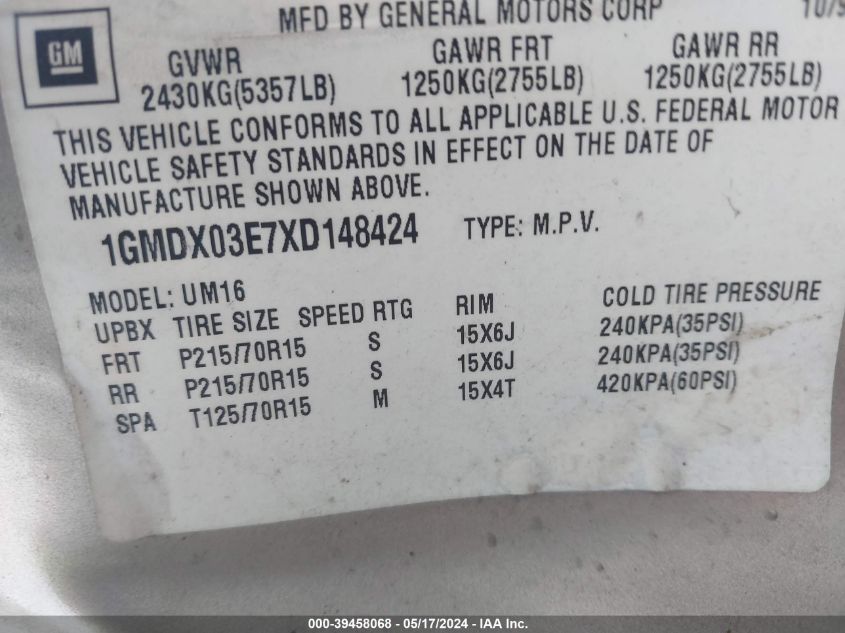 MFD BY GENERAL MOTORS CORP
GM
GVWR GAWR FRT GAWR RR
2430KG(5357LB) 1250KG(2755LB) 1250KG(2755LB)
THIS VEHICLE CONFORMS TO ALL APPLICABLE U.S. FEDERAL MOTOR
VEHICLE SAFETY STANDARDS IN EFFECT ON THE DATE OF
MANUFACTURE SHOWN ABOVE.
1GMDX03E7XD148424 TYPE: M.P.V.
MODEL: UM16
UPBX TIRE SIZE SPEED RTG RIM COLD TIRE PRESSURE
FRT P215/70R15 S 15X6J 240KPA(35PSI)
RR P215/70R15 S 15X6J 240KPA(35PSI)
SPA T125/70R15 M 15X4T 420KPA(60PSI)
000-39458068 - 05/17/2024 - IAA Inc.